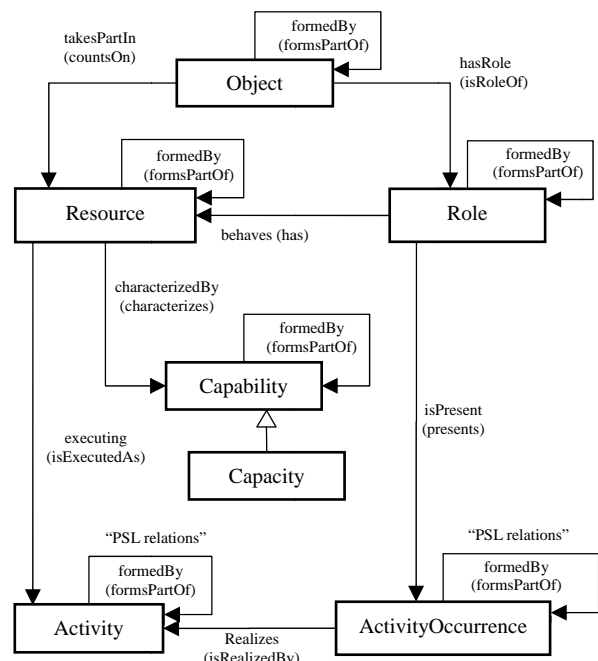 formedBy
(formsPartOf)
takesPartIn
(countsOn)
Object
hasRole
(isRoleOf)
formedBy
(formsPartOf)
Resource
formedBy
(formsPartOf)
Role
behaves (has)
characterizedBy
(characterizes)
formedBy
(formsPartOf)
Capability
isPresent
(presents)
executing
(isExecutedAs)
Capacity
“PSL relations”
formedBy
(formsPartOf)
Activity
“PSL relations”
formedBy
(formsPartOf)
ActivityOccurrence
Realizes
(isRealizedBy)